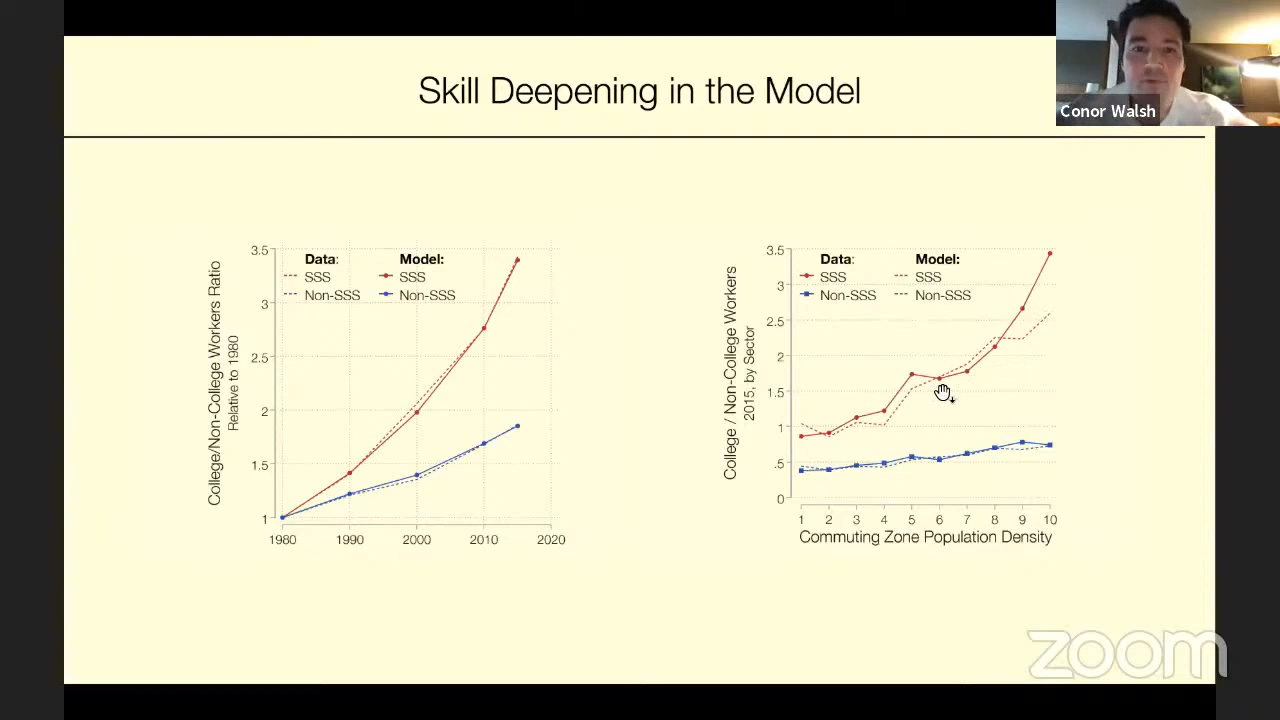 Skill Deepening in the Model
Conor Walsh
College/Non-College Workers Ratio
Relative to 1980
3.5
3
2.5
2
1.5
1
Data:
Model:
SSS
SSS
Non-SSS
Non-SSS
1980
1990
2000
2010
2020
College / Non-College Workers
2015, by Sector
3.5
3
2.5
2
1.5
1
.5
0
Data:
Model:
SSS
SSS
Non-SSS
Non-SSS
1 2 3 4 5 6 7 8 9 10
Commuting Zone Population Density
zoom